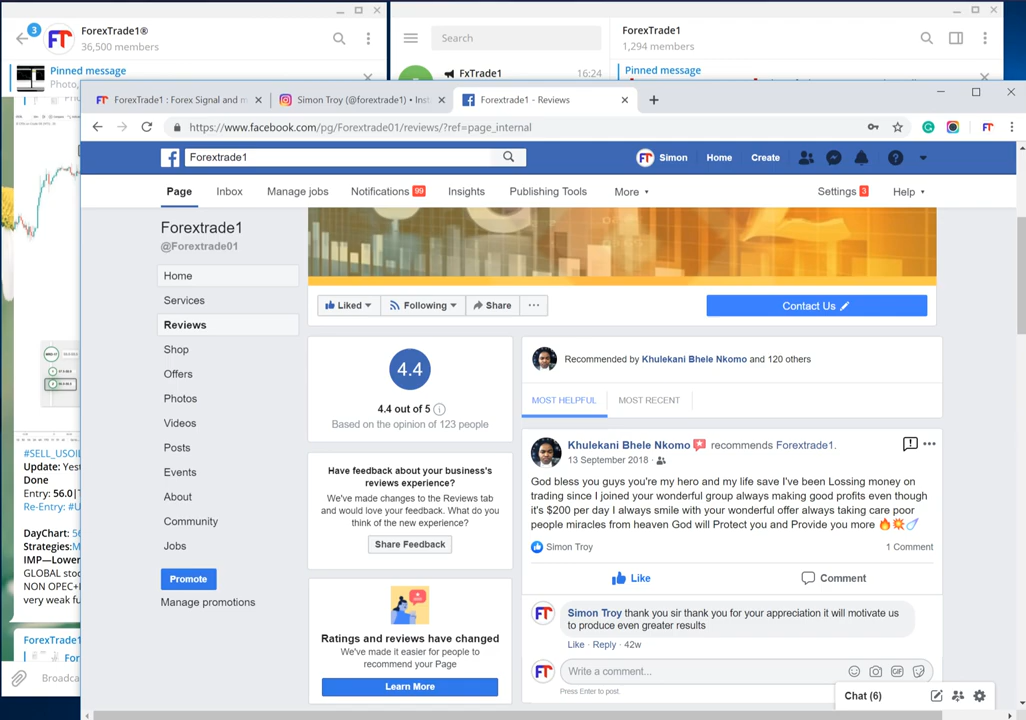 ForexTrade1®
36,500 members
3
FT
Pinned message
Photo,
Search
FxTrade1
16:24
ForexTrade1
1,294 members
Pinned message
FT ForexTrade1 : Forex Signal and m
Simon Troy (@forextrade1) • Inst
ForexTrade1 - Reviews
https://www.facebook.com/pg/Forextrade01/reviews/?ref=page_internal
FT
Forextrade1
FT Simon
Home
Create
Page
Inbox
Manage jobs
Notifications 99
Insights
Publishing Tools
More
Settings 3
Help
Forextrade1
@Forextrade01
Home
Services
Reviews
Shop
Offers
Photos
Videos
Posts
Events
About
Community
Jobs
Promote
Manage promotions
Liked
Following
Share
Contact Us
4.4
4.4 out of 5
Based on the opinion of 123 people
Have feedback about your business's
reviews experience?
We've made changes to the Reviews tab
and would love your feedback. What do you
think of the new experience?
Share Feedback
Ratings and reviews have changed
We've made it easier for people to
recommend your Page
Learn More
Recommended by Khulekani Bhele Nkomo and 120 others
MOST HELPFUL
MOST RECENT
Khulekani Bhele Nkomo recommends Forextrade1.
13 September 2018 ·
God bless you guys you're my hero and my life save I've been Lossing money on
trading since I joined your wonderful group always making good profits even though
it's $200 per day I always smile with your wonderful offer always taking care poor
people miracles from heaven God will Protect you and Provide you more 🔥💥☄️
Simon Troy
1 Comment
Like
Comment
FT Simon Troy thank you sir thank you for your appreciation it will motivate us
to produce even greater results
Like · Reply · 42w
FT Write a comment...
GIF
Press Enter to post.
Chat (6)
#SELL_USOIL
Update: Yest
Done
Entry: 56.0|T
Re-Entry: #U
DayChart: 56
Strategies:M
IMP—Lower
GLOBAL stoc
NON OPEC+
very weak fu
ForexTrade1
For
Broadca